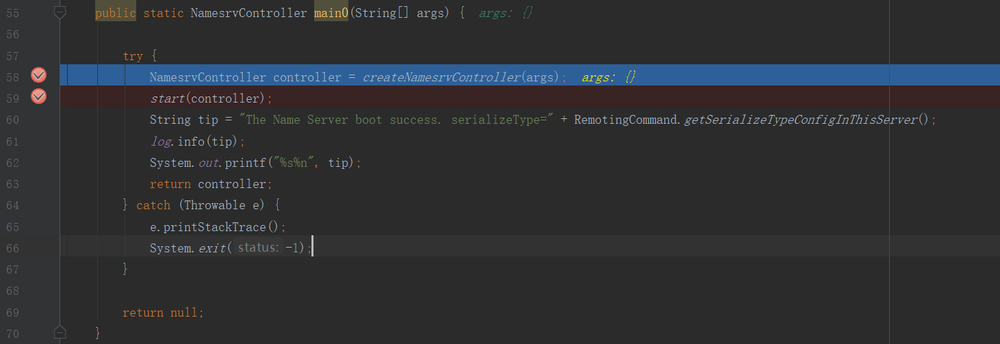 55 public static NamesrvController main0(String[] args) { args: {}
56
57 try {
58 NamesrvController controller = createNamesrvController(args); args: {}
59 start(controller);
60 String tip = "The Name Server boot success. serializeType=" + RemotingCommand.getSerializeTypeConfigInThisServer();
61 log.info(tip);
62 System.out.printf("%s%n", tip);
63 return controller;
64 } catch (Throwable e) {
65 e.printStackTrace();
66 System.exit( status: -1);
67 }
68
69 return null;
70 }